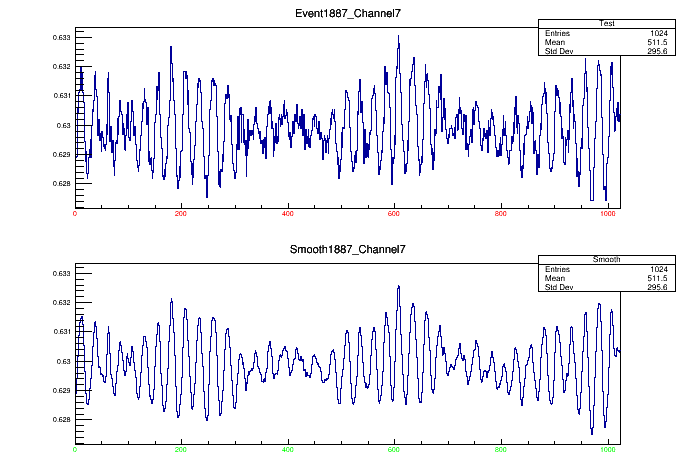 Event1887_Channel7
Test
Entries 1024
Mean 511.5
Std Dev 295.6
0.633
0.632
0.631
0.63
0.629
0.628
0 200 400 600 800 1000
Smooth1887_Channel7
Smooth
Entries 1024
Mean 511.5
Std Dev 295.6
0.633
0.632
0.631
0.63
0.629
0.628
0 200 400 600 800 1000